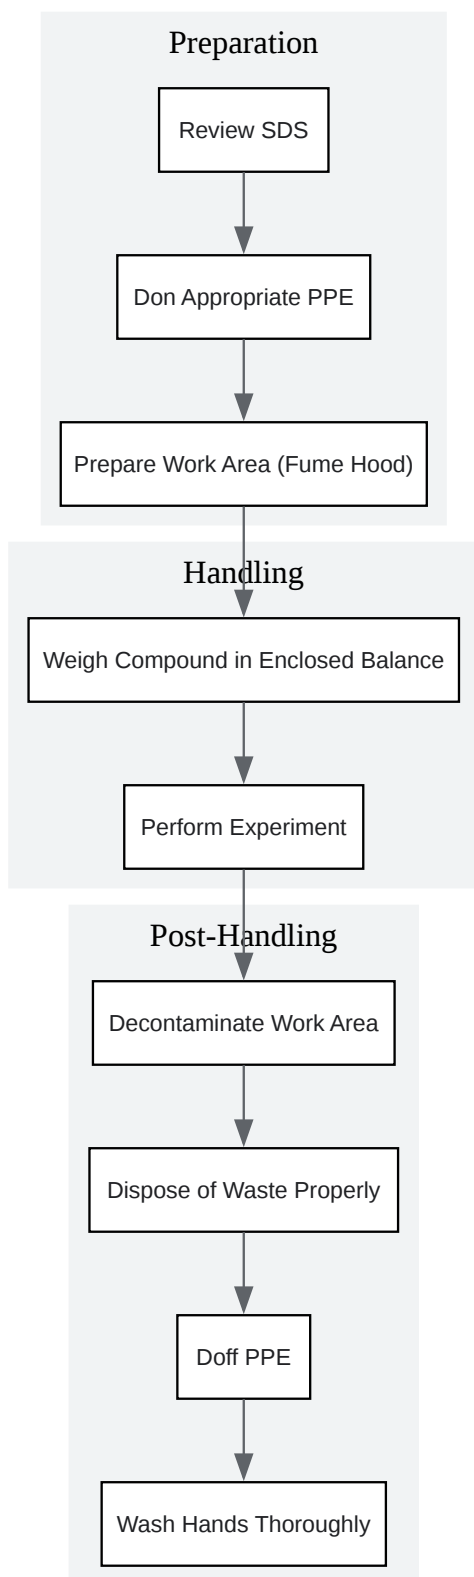 Preparation
Review SDS
Don Appropriate PPE
Prepare Work Area (Fume Hood)
Handling
Weigh Compound in Enclosed Balance
Perform Experiment
Post-Handling
Decontaminate Work Area
Dispose of Waste Properly
Doff PPE
Wash Hands Thoroughly